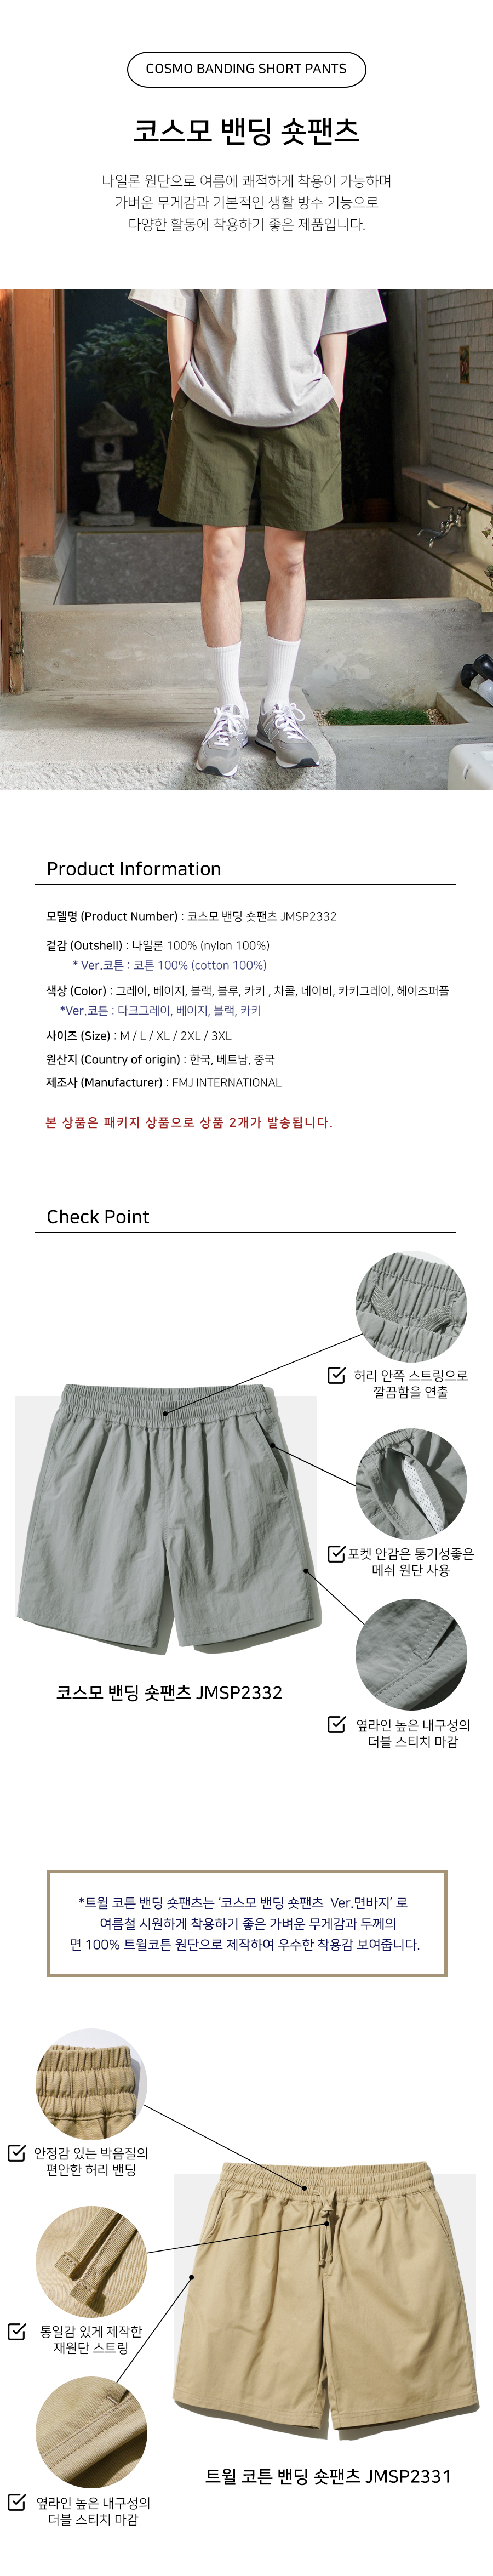 COSMO BANDING SHORT PANTS
코스모 밴딩 숏팬츠
나일론 원단으로 여름에 쾌적하게 착용이 가능하며
가벼운 무게감과 기본적인 생활 방수 기능으로
다양한 활동에 착용하기 좋은 제품입니다.
Product Information
모델명 (Product Number) : 코스모 밴딩 숏팬츠 JMSP2332
겉감 (Outshell) : 나일론 100% (nylon 100%)
* Ver.코튼 : 코튼 100% (cotton 100%)
색상 (Color) : 그레이, 베이지, 블랙, 블루, 카키 , 차콜, 네이비, 카키그레이, 헤이즈퍼플
*Ver.코튼 : 다크그레이, 베이지, 블랙, 카키
사이즈 (Size) : M / L / XL / 2XL / 3XL
원산지 (Country of origin) : 한국, 베트남, 중국
제조사 (Manufacturer) : FMJ INTERNATIONAL
본 상품은 패키지 상품으로 상품 2개가 발송됩니다.
Check Point
허리 안쪽 스트링으로
깔끔함을 연출
포켓 안감은 통기성좋은
메쉬 원단 사용
옆라인 높은 내구성의
더블 스티치 마감
코스모 밴딩 숏팬츠 JMSP2332
*트윌 코튼 밴딩 숏팬츠는 ‘코스모 밴딩 숏팬츠 Ver.면바지’ 로
여름철 시원하게 착용하기 좋은 가벼운 무게감과 두께의
면 100% 트윌코튼 원단으로 제작하여 우수한 착용감 보여줍니다.
안정감 있는 박음질의
편안한 허리 밴딩
통일감 있게 제작한
재원단 스트링
옆라인 높은 내구성의
더블 스티치 마감
트윌 코튼 밴딩 숏팬츠 JMSP2331